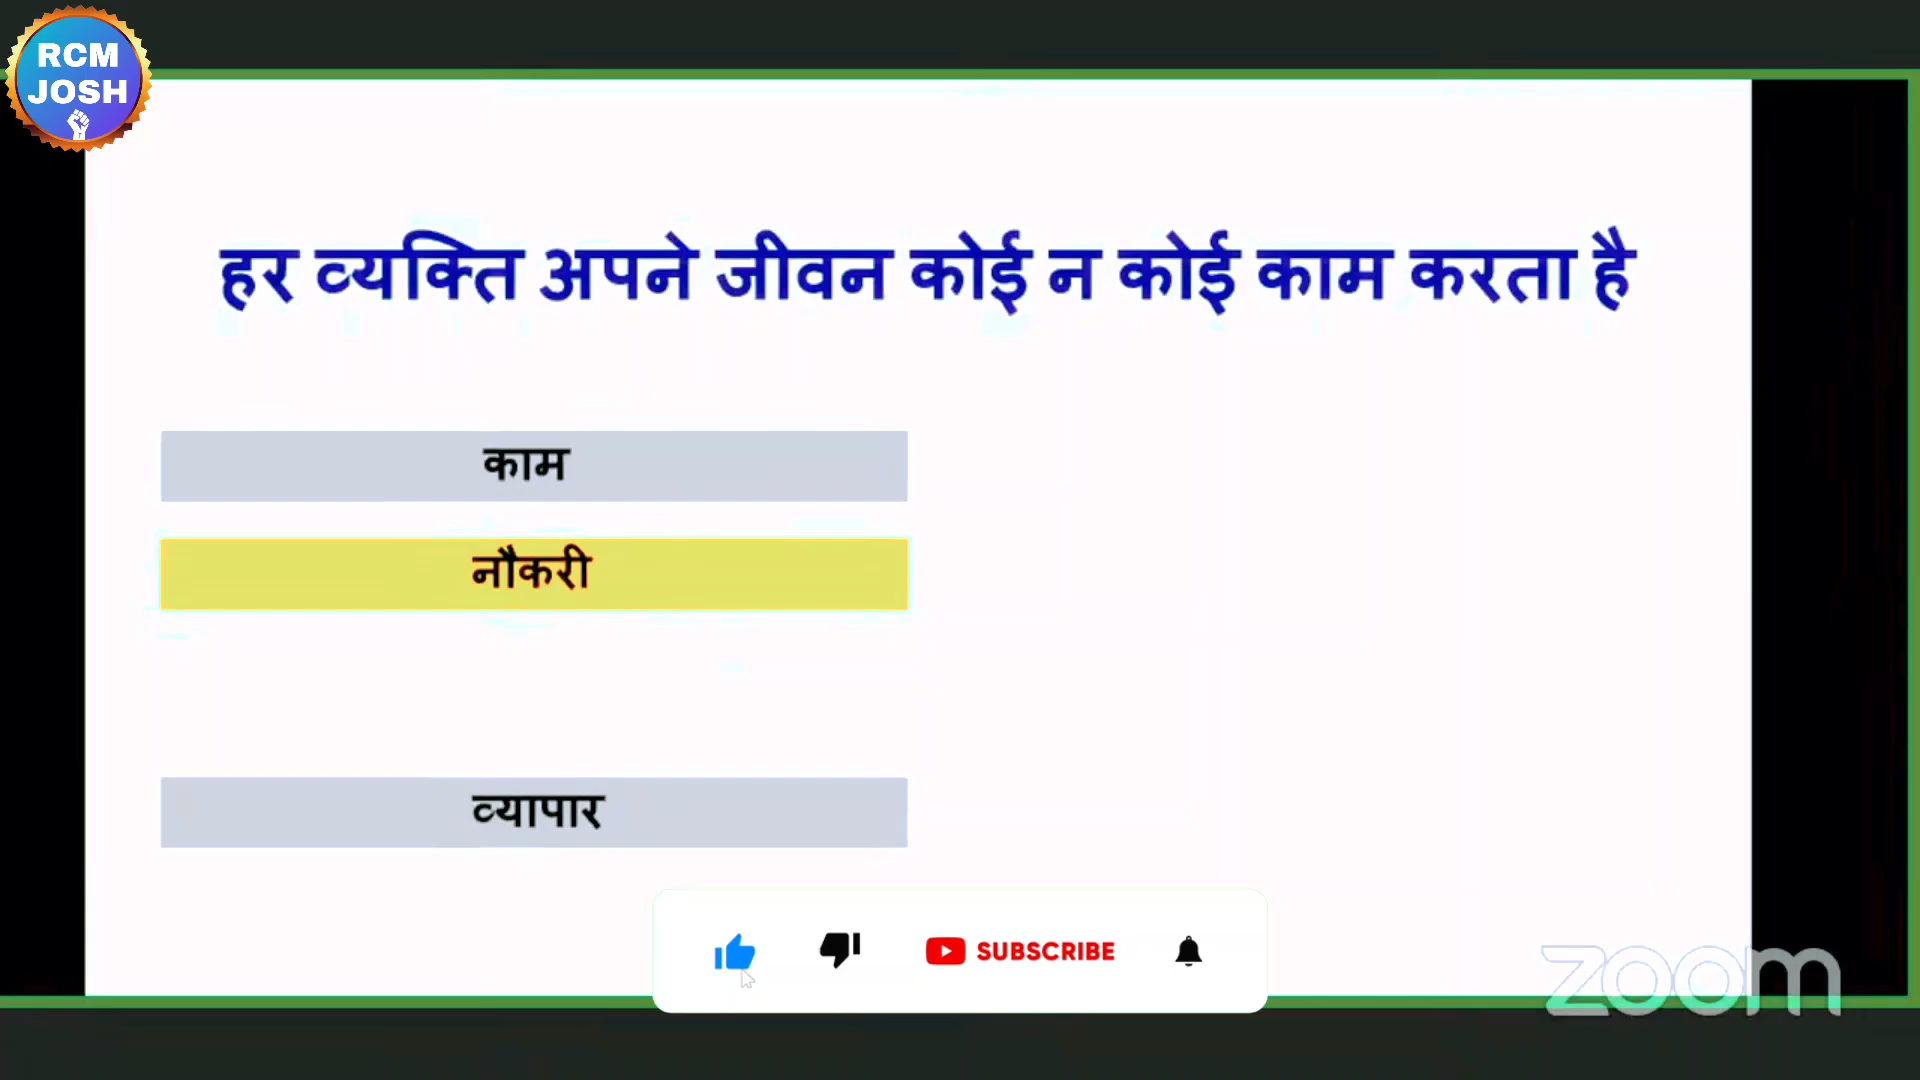 RCM
JOSH
हर व्यक्ति अपने जीवन कोई न कोई काम करता है
काम
नौकरी
व्यापार
SUBSCRIBE
zoom